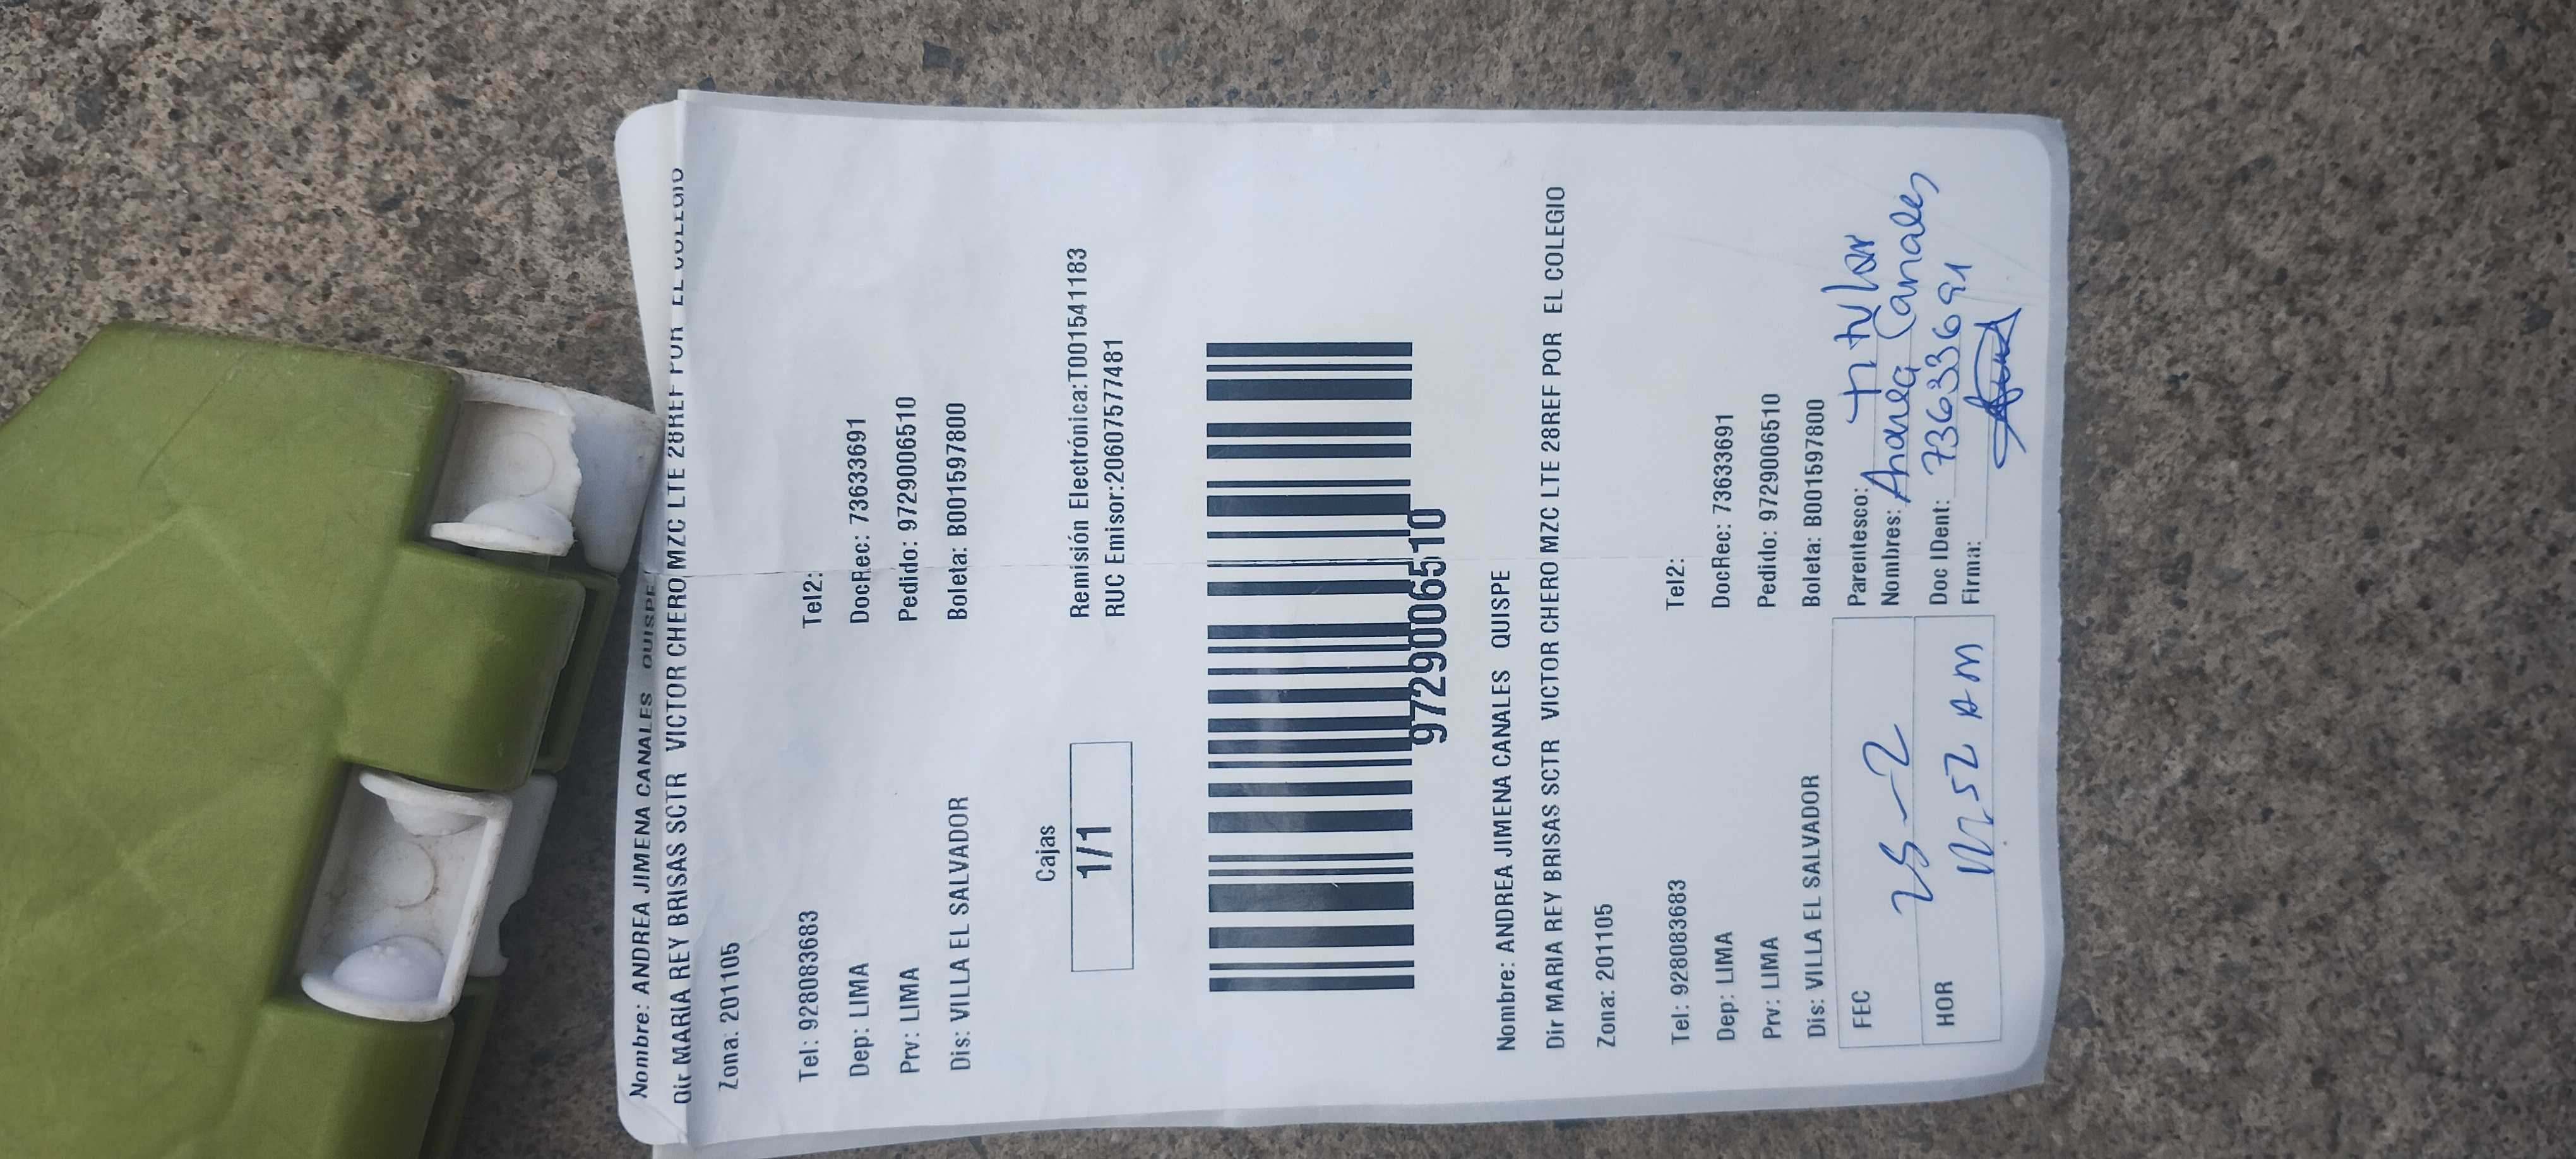 Nombre: ANDREA JIMENA CANALES QUISPE
Dir MARIA REY BRISAS SCTR VICTOR CHERO MZC LTE 28REF POR EL COLEGIO
Zona: 201105
Tel: 928083683 Tel2:
Dep: LIMA DocRec: 73633691
Prv: LIMA Pedido: 9729006510
Dis: VILLA EL SALVADOR Boleta: B001597800
Cajas
1/1
Remisión Electrónica:T001541183
RUC Emisor:20607577481
9729006510
Nombre: ANDREA JIMENA CANALES QUISPE
Dir MARIA REY BRISAS SCTR VICTOR CHERO MZC LTE 28REF POR EL COLEGIO
Zona: 201105
Tel: 928083683 Tel2:
Dep: LIMA DocRec: 73633691
Prv: LIMA Pedido: 9729006510
Dis: VILLA EL SALVADOR Boleta: B001597800
FEC 25-2
HOR :52 AM
Parentesco: titular
Nombres: Andrea Canales
Doc IDent: 73633691
Firma: